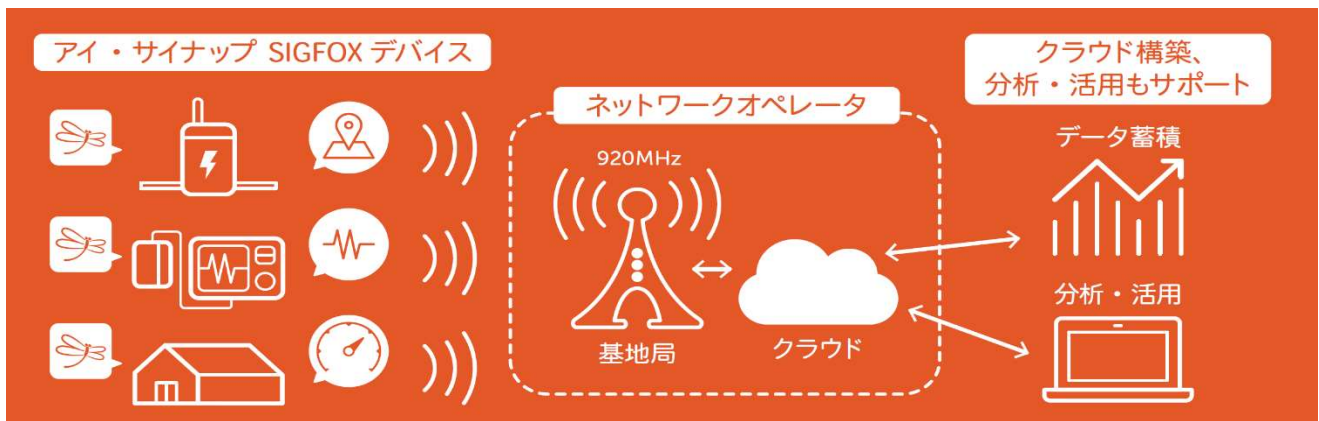 アイ・サイナップ SIGFOX デバイス
ネットワークオペレータ
920MHz
基地局
クラウド
クラウド構築、
分析・活用もサポート
データ蓄積
分析・活用